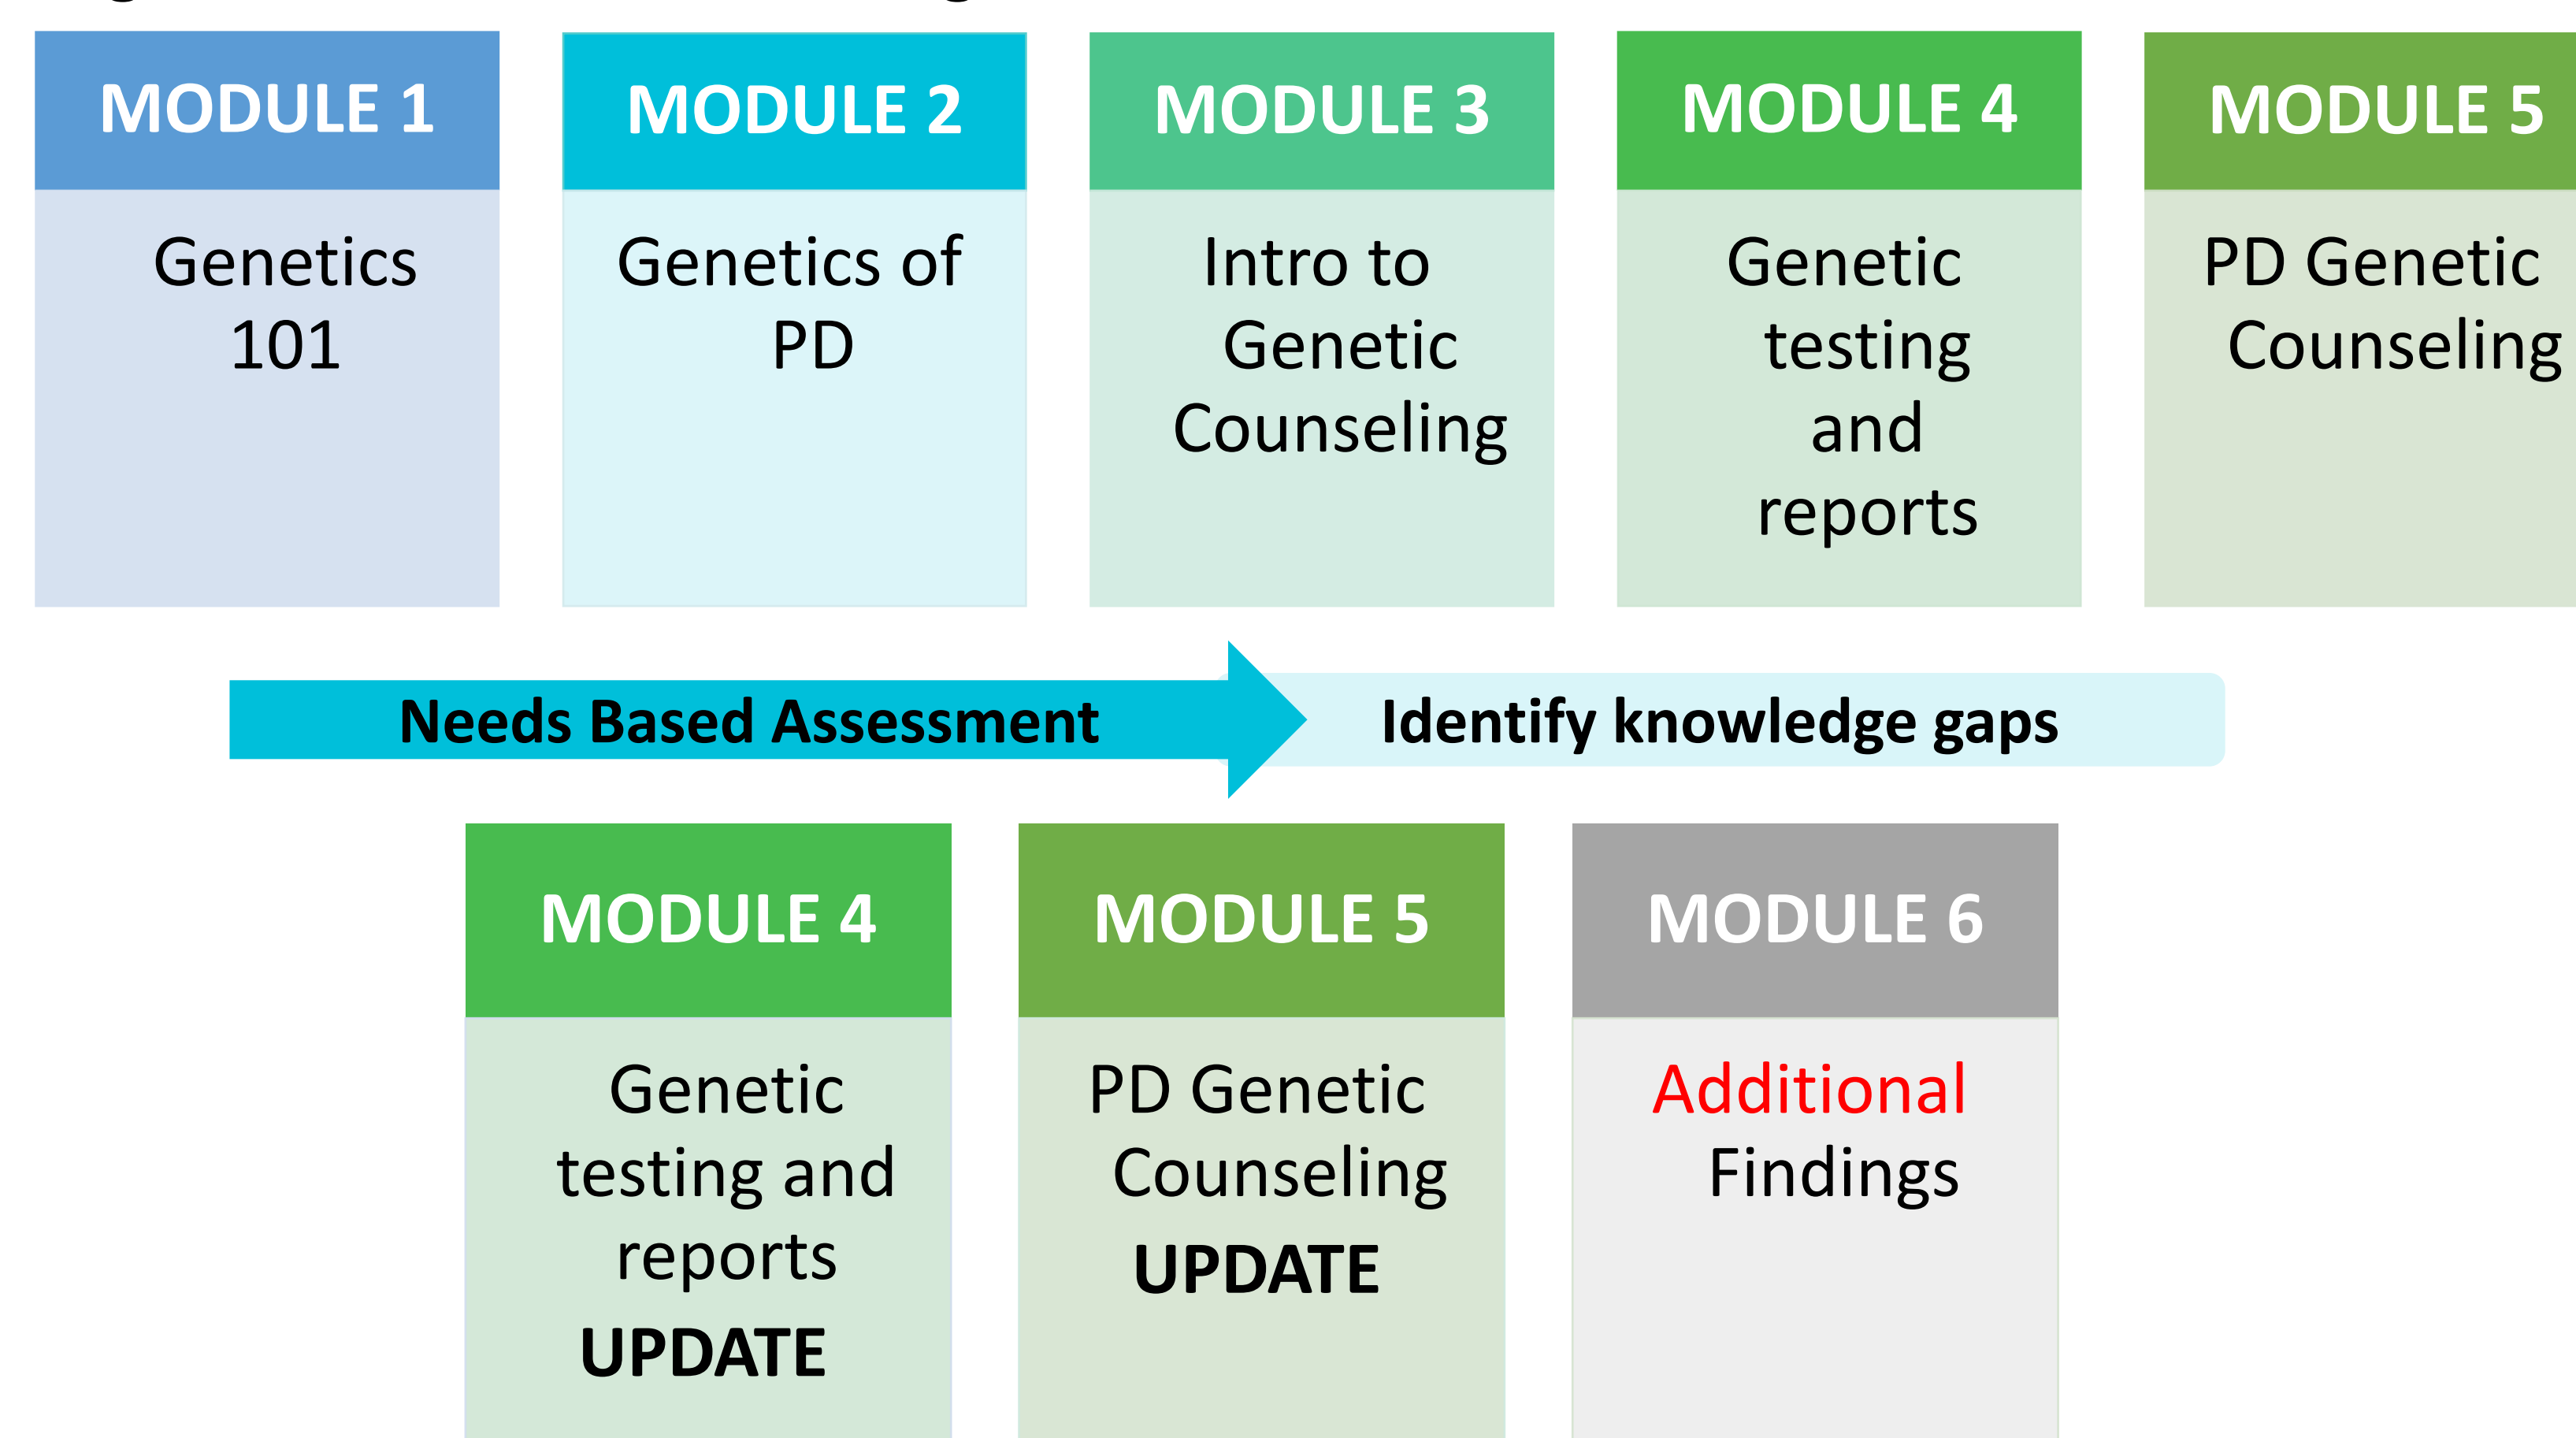 MODULE 1
Genetics
101
MODULE 2
Genetics of
PD
MODULE 3
Intro to
Genetic
Counseling
MODULE 4
Genetic
testing
and
reports
MODULE 5
PD Genetic
Counseling
Needs Based Assessment
Identify knowledge gaps
MODULE 4
Genetic
testing and
reports
UPDATE
MODULE 5
PD Genetic
Counseling
UPDATE
MODULE 6
Additional
Findings